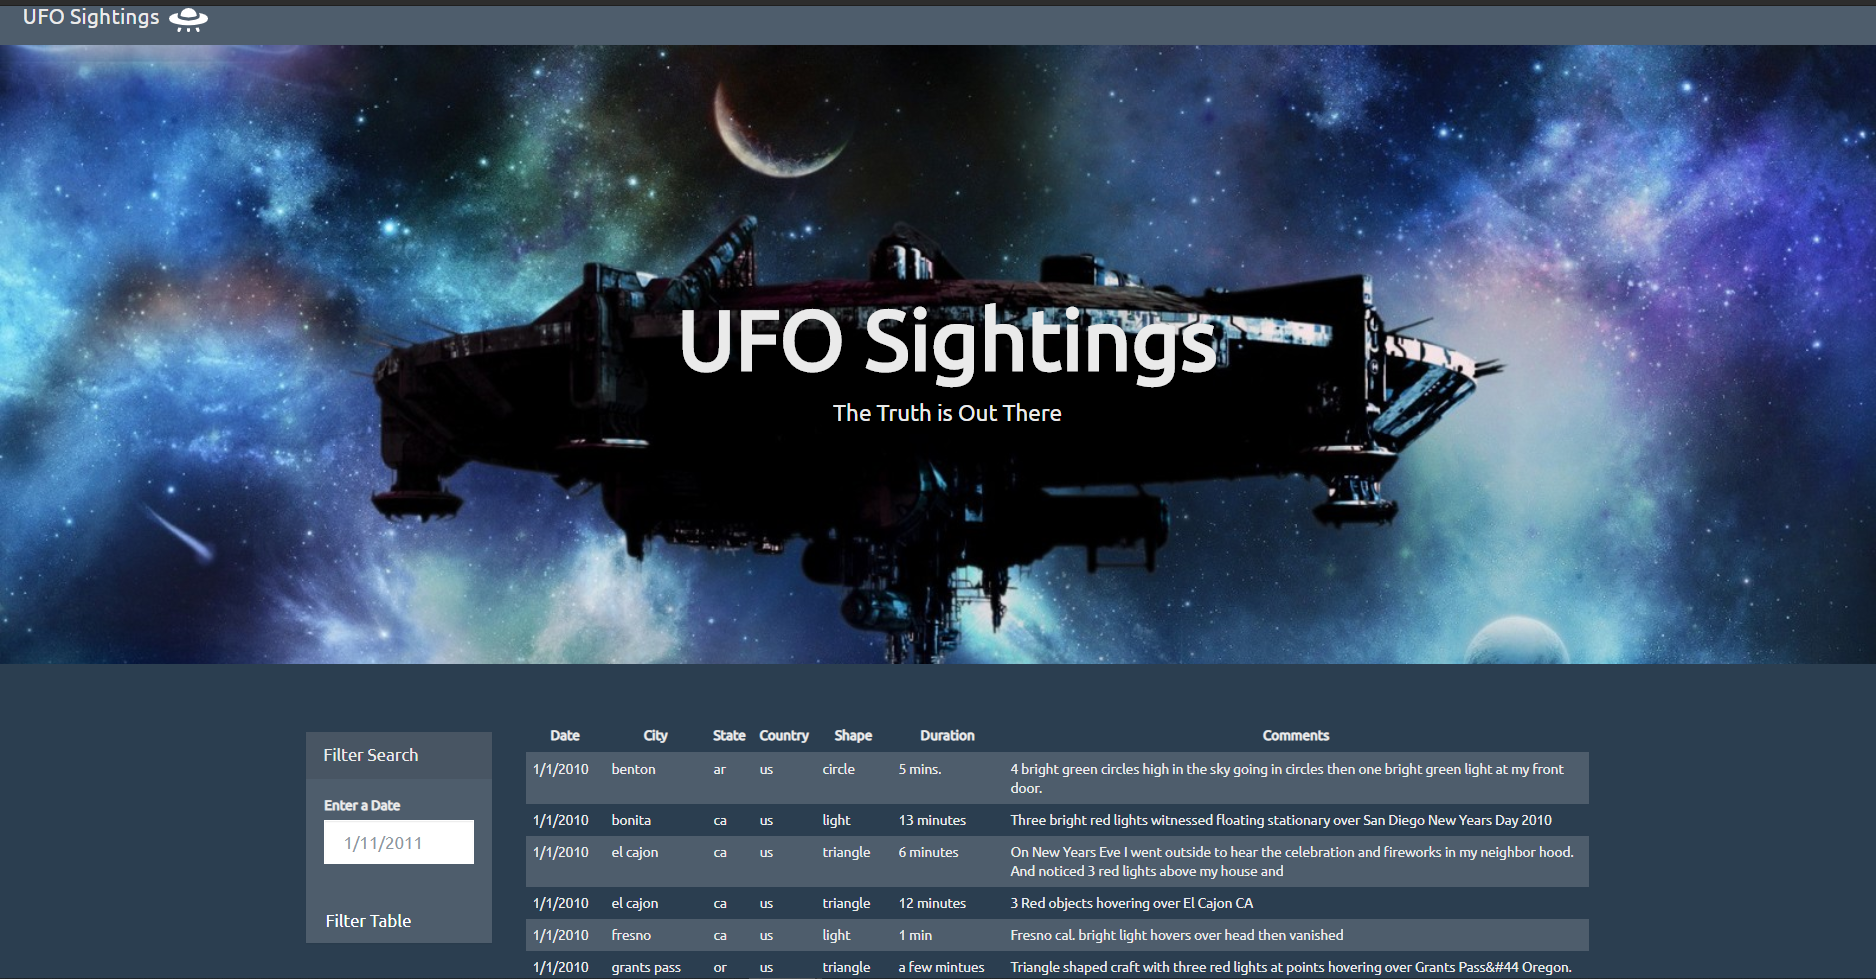 UFO Sightings
UFO Sightings
The Truth is Out There
Filter Search
Enter a Date
1/11/2011
Filter Table
Date City State Country Shape Duration Comments
1/1/2010 benton ar us circle 5 mins. 4 bright green circles high in the sky going in circles then one bright green light at my front
door.
1/1/2010 bonita ca us light 13 minutes Three bright red lights witnessed floating stationary over San Diego New Years Day 2010
1/1/2010 el cajon ca us triangle 6 minutes On New Years Eve I went outside to hear the celebration and fireworks in my neighbor hood.
And noticed 3 red lights above my house and
1/1/2010 el cajon ca us triangle 12 minutes 3 Red objects hovering over El Cajon CA
1/1/2010 fresno ca us light 1 min Fresno cal. bright light hovers over head then vanished
1/1/2010 grants pass or us triangle a few mintues Triangle shaped craft with three red lights at points hovering over Grants Pass&#44 Oregon.